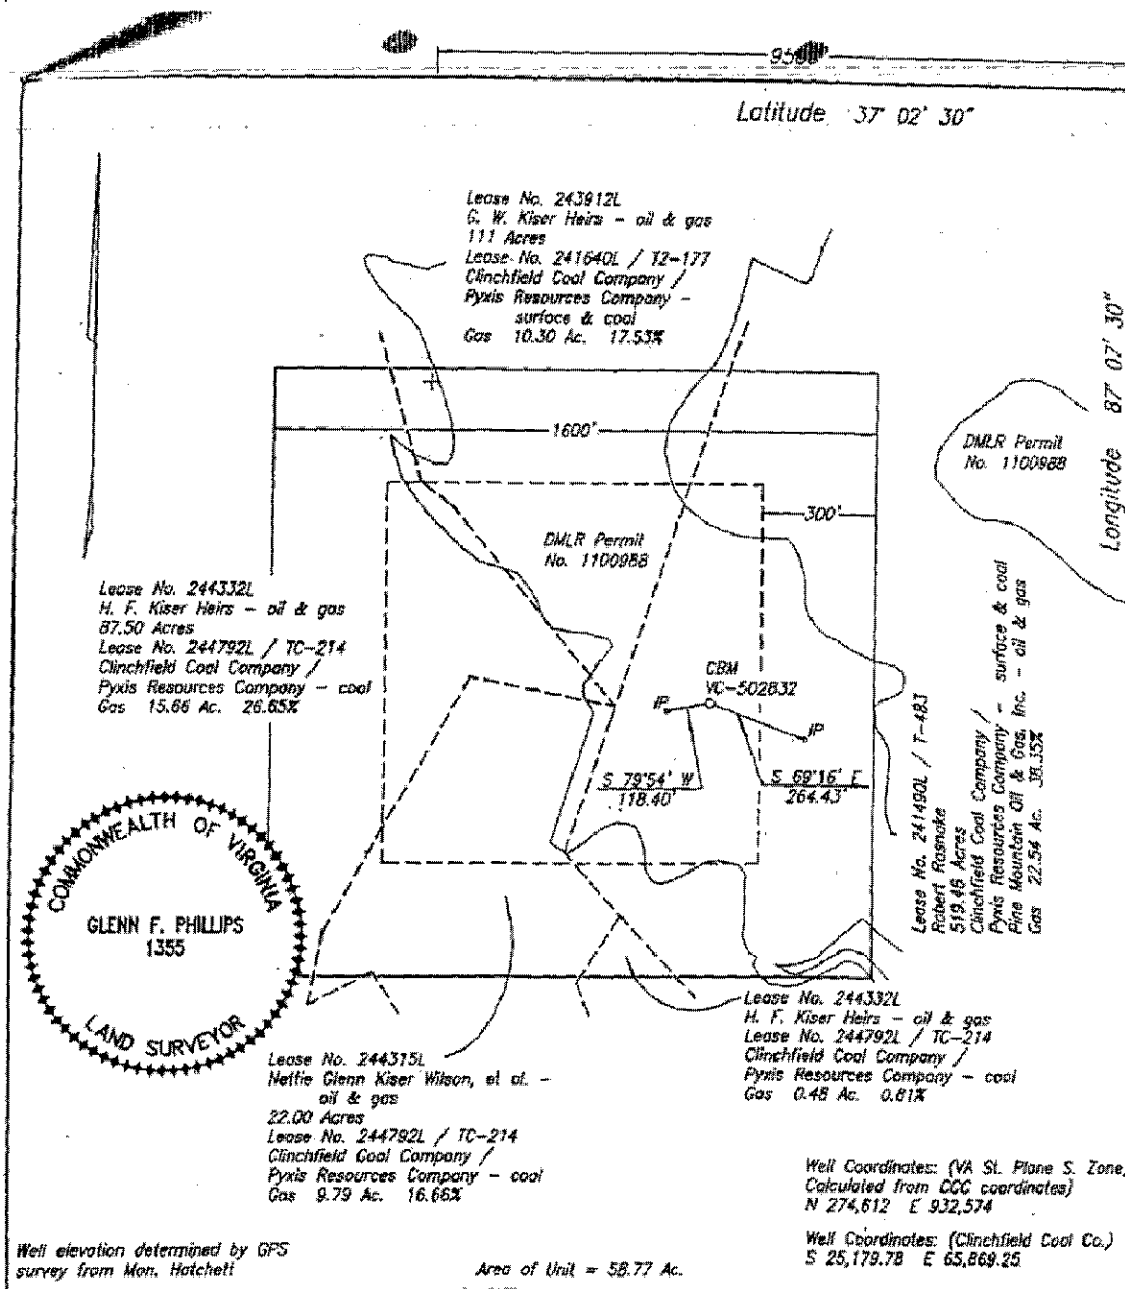 Latitude 37° 02' 30"
Lease No. 243912L
G. W. Kiser Heirs - oil & gas
111 Acres
Lease No. 241640L / T2-177
Clinchfield Coal Company /
Pyxis Resources Company -
surface & coal
Gas 10.30 Ac. 17.53%
Longitude 87° 07' 30"
1600'
DMLR Permit
No. 1100988
300'
DMLR Permit
No. 1100988
Lease No. 244332L
H. F. Kiser Heirs - oil & gas
87.50 Acres
Lease No. 244792L / TC-214
Clinchfield Coal Company /
Pyxis Resources Company - coal
Gas 15.66 Ac. 26.65%
CBM
VC-502832
IP
IP
S 79°54' W
118.40'
S 69°16' E
264.43'
Lease No. 241490L / T-483
Robert Rasnake
519.46 Acres
Clinchfield Coal Company /
Pyxis Resources Company - surface & coal
Pine Mountain Oil & Gas, Inc. - oil & gas
Gas 22.54 Ac. 38.35%
COMMONWEALTH OF VIRGINIA
GLENN F. PHILLIPS
1355
LAND SURVEYOR
Lease No. 244332L
H. F. Kiser Heirs - oil & gas
Lease No. 244792L / TC-214
Clinchfield Coal Company /
Pyxis Resources Company - coal
Gas 0.48 Ac. 0.81%
Lease No. 244315L
Nettie Glenn Kiser Wilson, et al. -
oil & gas
22.00 Acres
Lease No. 244792L / TC-214
Clinchfield Coal Company /
Pyxis Resources Company - coal
Gas 9.79 Ac. 16.66%
Well Coordinates: (VA St. Plane S. Zone,
Calculated from CCC coordinates)
N 274,612 E 932,574
Well Coordinates: (Clinchfield Coal Co.)
S 25,179.78 E 65,869.25
Well elevation determined by GPS
survey from Mon. Hatchett
Area of Unit = 58.77 Ac.